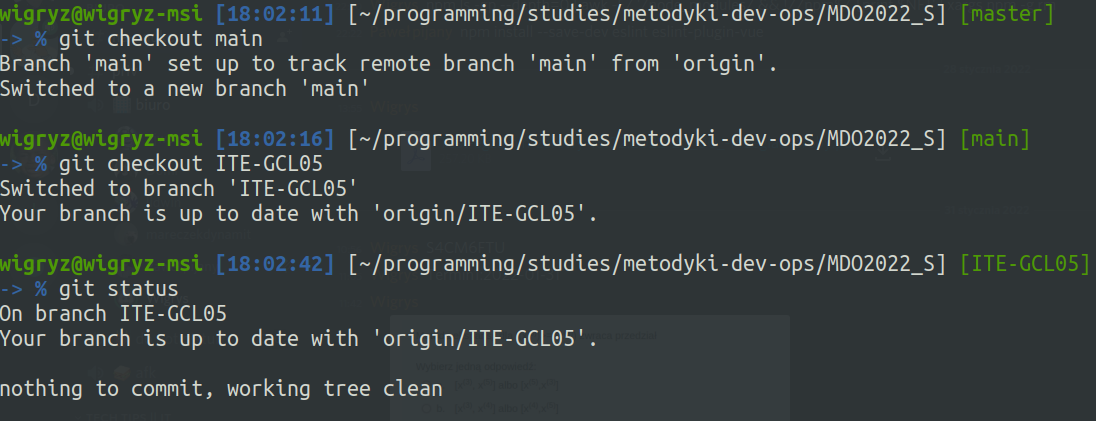 wigryz@wigryz-msi [18:02:11] [~/programming/studies/metodyki-dev-ops/MDO2022_S] [master]
-> % git checkout main
Branch 'main' set up to track remote branch 'main' from 'origin'.
Switched to a new branch 'main'
wigryz@wigryz-msi [18:02:16] [~/programming/studies/metodyki-dev-ops/MDO2022_S] [main]
-> % git checkout ITE-GCL05
Switched to branch 'ITE-GCL05'
Your branch is up to date with 'origin/ITE-GCL05'.
wigryz@wigryz-msi [18:02:42] [~/programming/studies/metodyki-dev-ops/MDO2022_S] [ITE-GCL05]
-> % git status
On branch ITE-GCL05
Your branch is up to date with 'origin/ITE-GCL05'.
nothing to commit, working tree clean